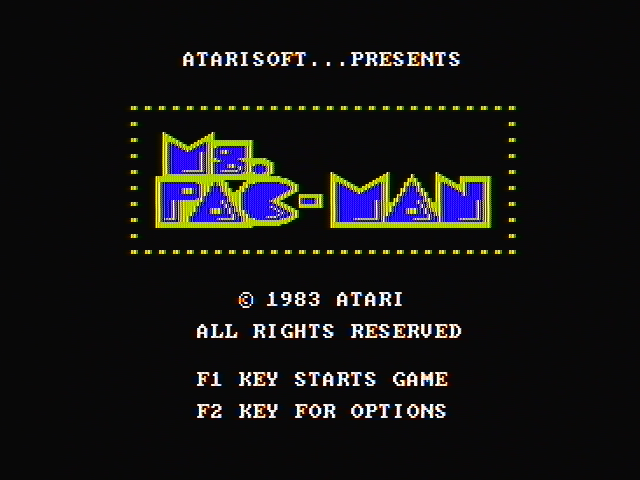 ATARISOFT...PRESENTS
Ms.
PAC-MAN
© 1983 ATARI
ALL RIGHTS RESERVED
F1 KEY STARTS GAME
F2 KEY FOR OPTIONS